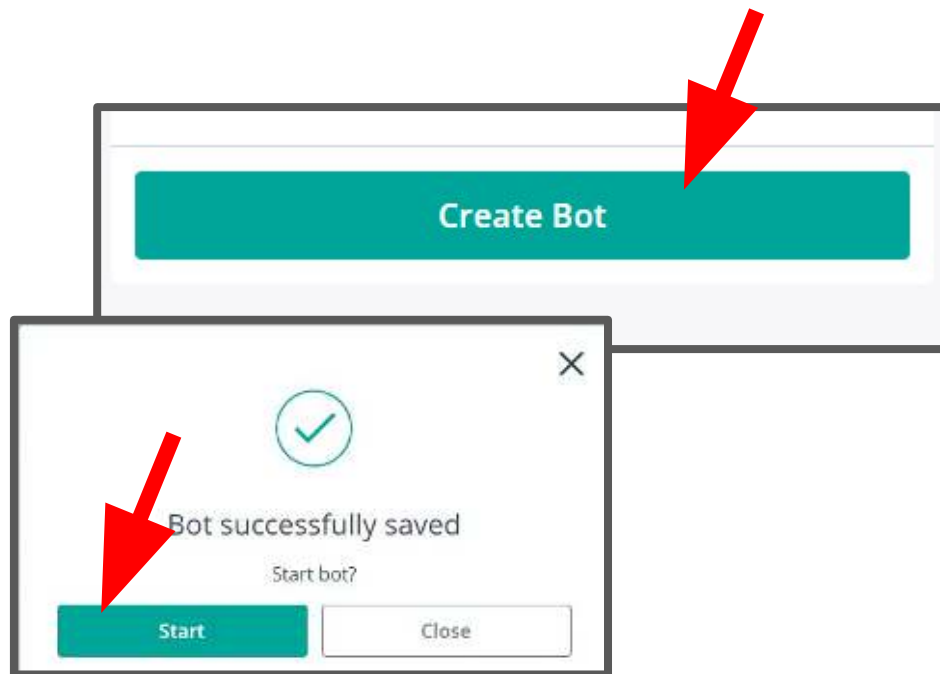 Create Bot
Bot successfully saved
Start bot?
Start
Close